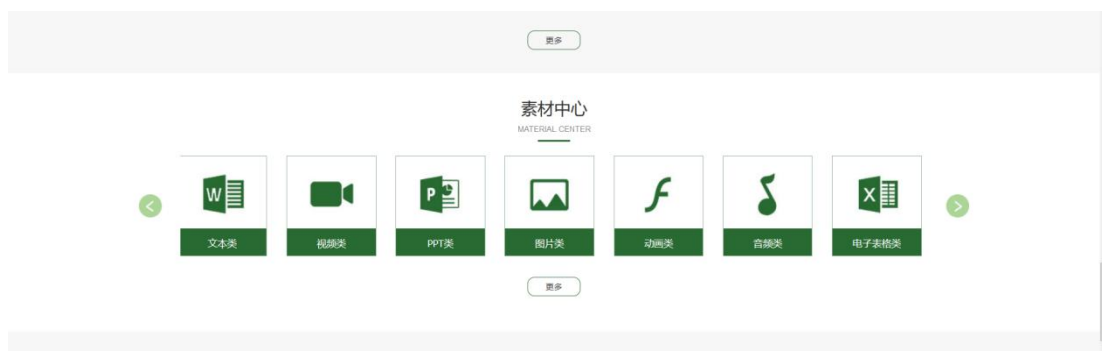 更多
素材中心
MATERIAL CENTER
文本类
视频类
PPT类
图片类
动画类
音频类
电子表格类
更多